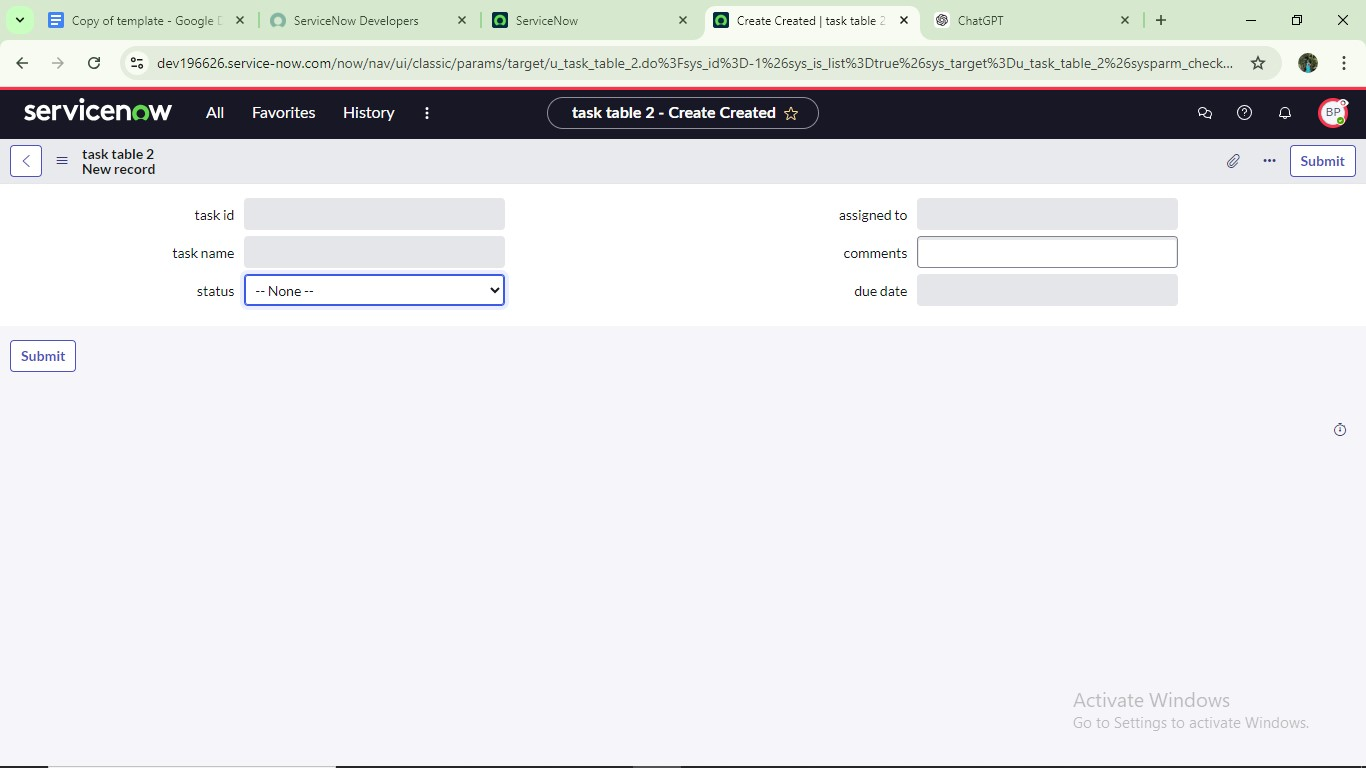 Copy of template - Google D
ServiceNow Developers
ServiceNow
Create Created | task table 2
ChatGPT
dev196626.service-now.com/now/nav/ui/classic/params/target/u_task_table_2.do%3Fsys_id%3D-1%26sys_is_list%3Dtrue%26sys_target%3Du_task_table_2%26sysparm_check...
servicenow
All
Favorites
History
task table 2 - Create Created
BP
task table 2
New record
Submit
task id
assigned to
task name
comments
status
-- None --
due date
Submit
Activate Windows
Go to Settings to activate Windows.